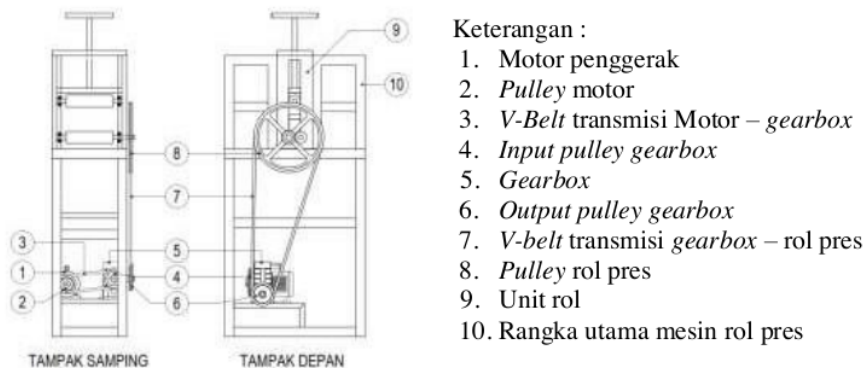 9
10
8
7
3
5
1
4
2
6
TAMPAK SAMPING
TAMPAK DEPAN
Keterangan :
1. Motor penggerak
2. Pulley motor
3. V-Belt transmisi Motor – gearbox
4. Input pulley gearbox
5. Gearbox
6. Output pulley gearbox
7. V-belt transmisi gearbox – rol pres
8. Pulley rol pres
9. Unit rol
10. Rangka utama mesin rol pres